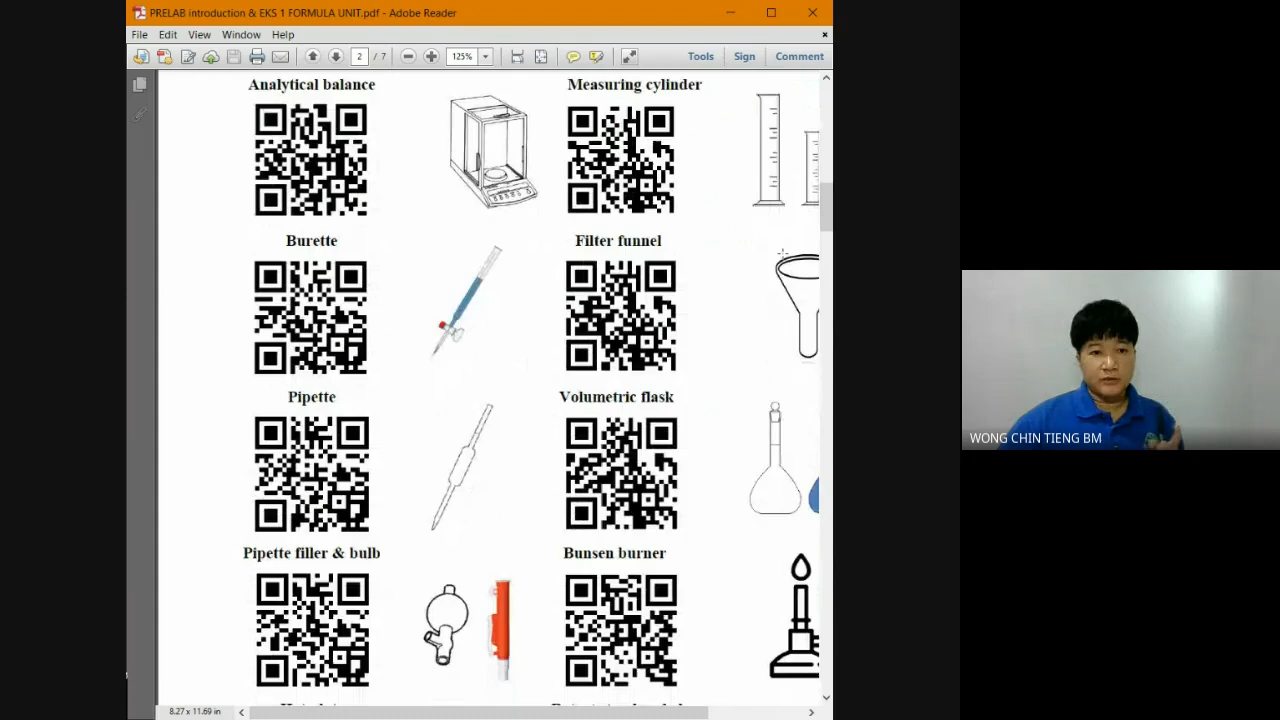 PRELAB introduction & EKS 1 FORMULA UNIT.pdf - Adobe Reader
File Edit View Window Help
2 / 7 125% Tools Sign Comment
Analytical balance Measuring cylinder
Burette Filter funnel
Pipette Volumetric flask
WONG CHIN TIENG BM
Pipette filler & bulb Bunsen burner
8.27 x 11.69 in